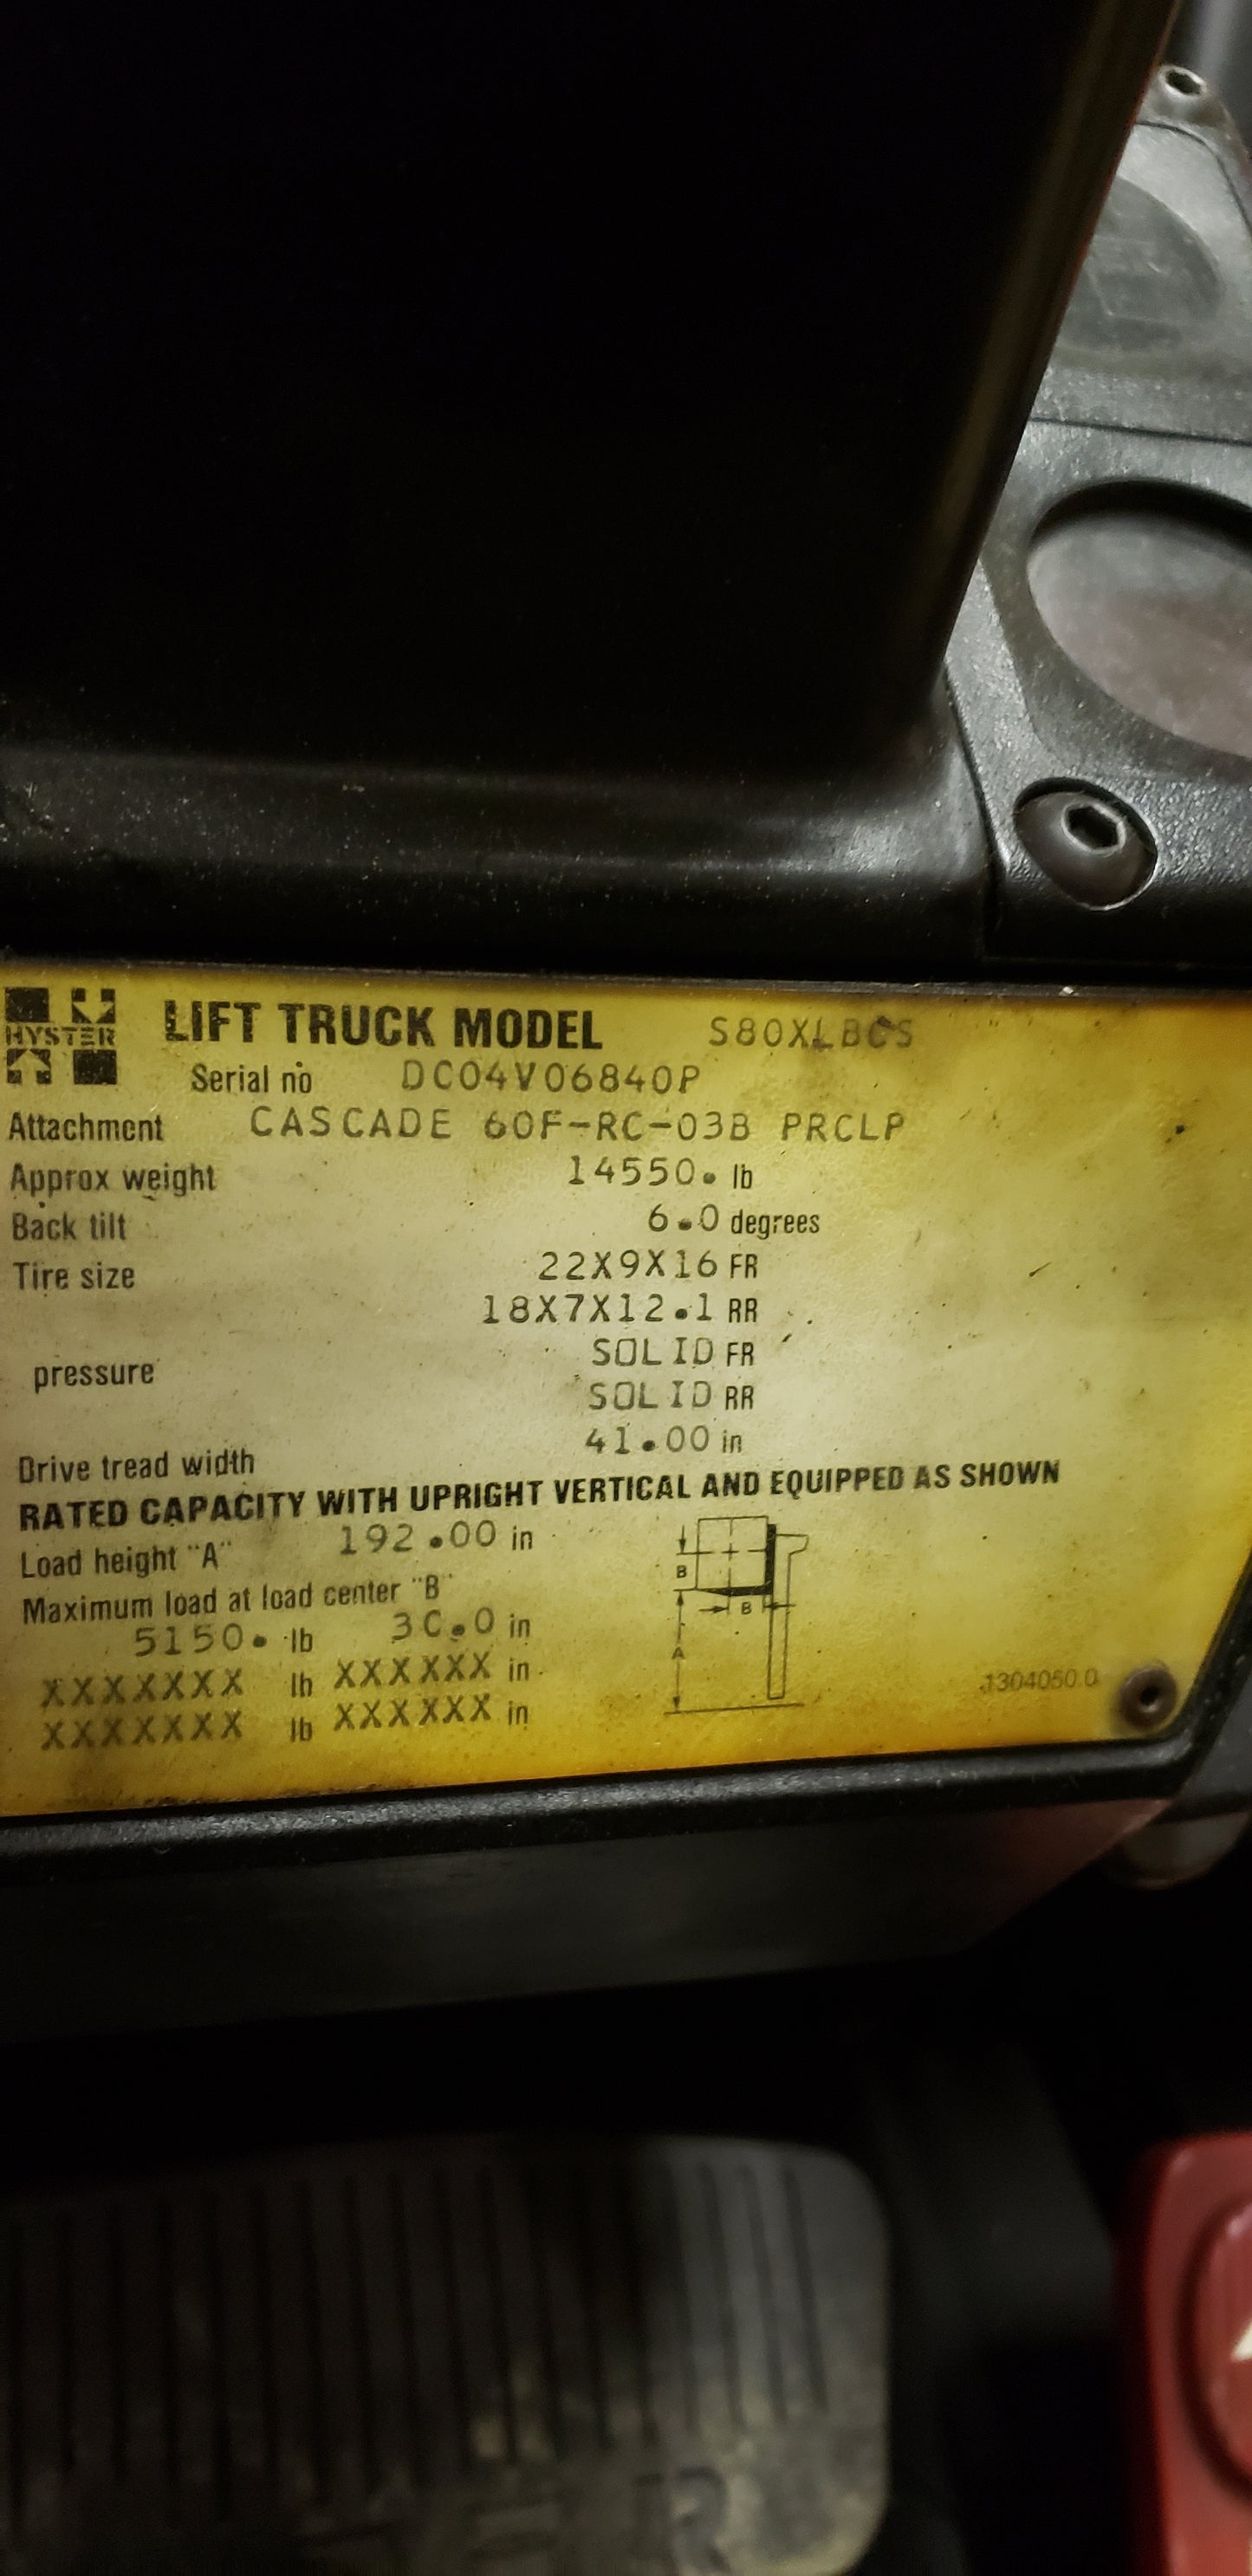 HYSTER
LIFT TRUCK MODEL S80XLBCS
Serial no DC04V06840P
Attachment CASCADE 60F-RC-03B PRCLP
Approx weight 14550. lb
Back tilt 6.0 degrees
Tire size 22X9X16 FR
18X7X12.1 RR
pressure SOLID FR
SOLID RR
Drive tread width 41.00 in
RATED CAPACITY WITH UPRIGHT VERTICAL AND EQUIPPED AS SHOWN
Load height "A" 192.00 in
Maximum load at load center "B"
5150. lb 30.0 in
XXXXXXX lb XXXXXX in
XXXXXXX lb XXXXXX in
B
B
A
1304050 0